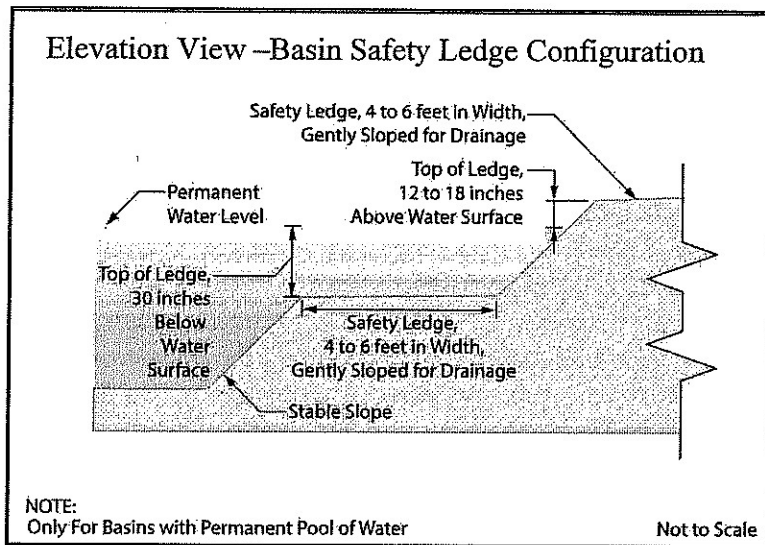 Elevation View –Basin Safety Ledge Configuration
Safety Ledge, 4 to 6 feet in Width,
Gently Sloped for Drainage
Top of Ledge,
12 to 18 inches
Above Water Surface
Permanent
Water Level
Top of Ledge,
30 inches
Below
Water
Surface
Safety Ledge,
4 to 6 feet in Width,
Gently Sloped for Drainage
Stable Slope
NOTE:
Only For Basins with Permanent Pool of Water
Not to Scale